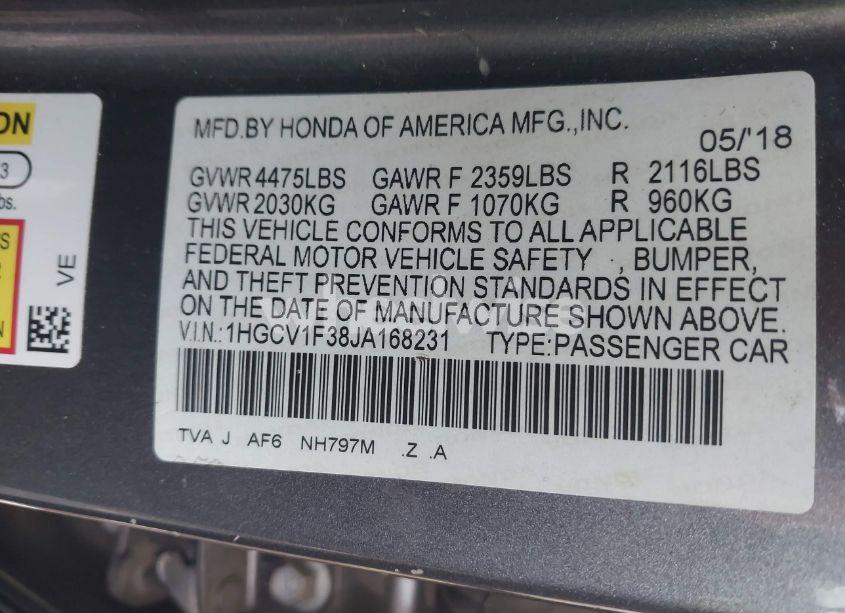 MFD.BY HONDA OF AMERICA MFG.,INC.
05/'18
GVWR 4475LBS GAWR F 2359LBS R 2116LBS
GVWR 2030KG GAWR F 1070KG R 960KG
THIS VEHICLE CONFORMS TO ALL APPLICABLE
FEDERAL MOTOR VEHICLE SAFETY , BUMPER,
AND THEFT PREVENTION STANDARDS IN EFFECT
ON THE DATE OF MANUFACTURE SHOWN ABOVE.
V.I.N.:1HGCV1F38JA168231 TYPE:PASSENGER CAR
TVA J AF6 NH797M .Z .A
ON
3
bs.
S
N
VE